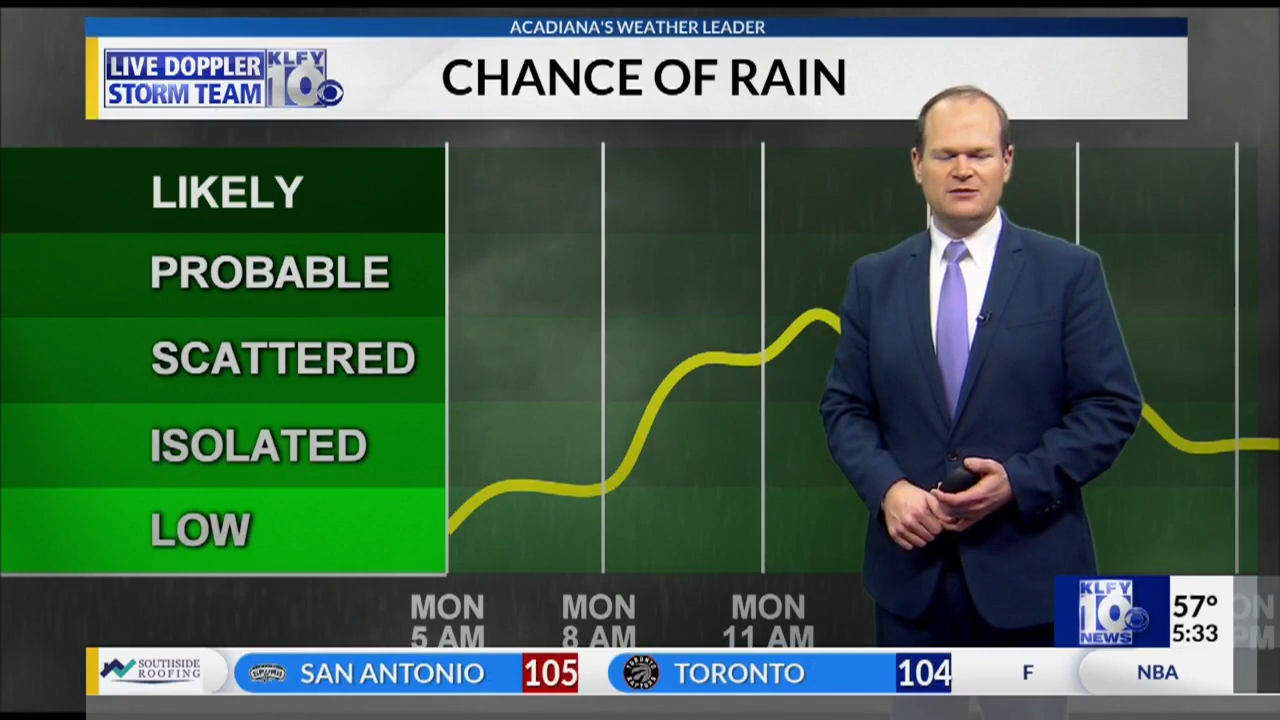 ACADIANA'S WEATHER LEADER
LIVE DOPPLER
STORM TEAM
KLFY
10
CHANCE OF RAIN
LIKELY
PROBABLE
SCATTERED
ISOLATED
LOW
MON
5 AM
MON
8 AM
MON
11 AM
KLFY
10
NEWS
57°
5:33
SOUTHSIDE
ROOFING
SAN ANTONIO 105 TORONTO 104 F NBA